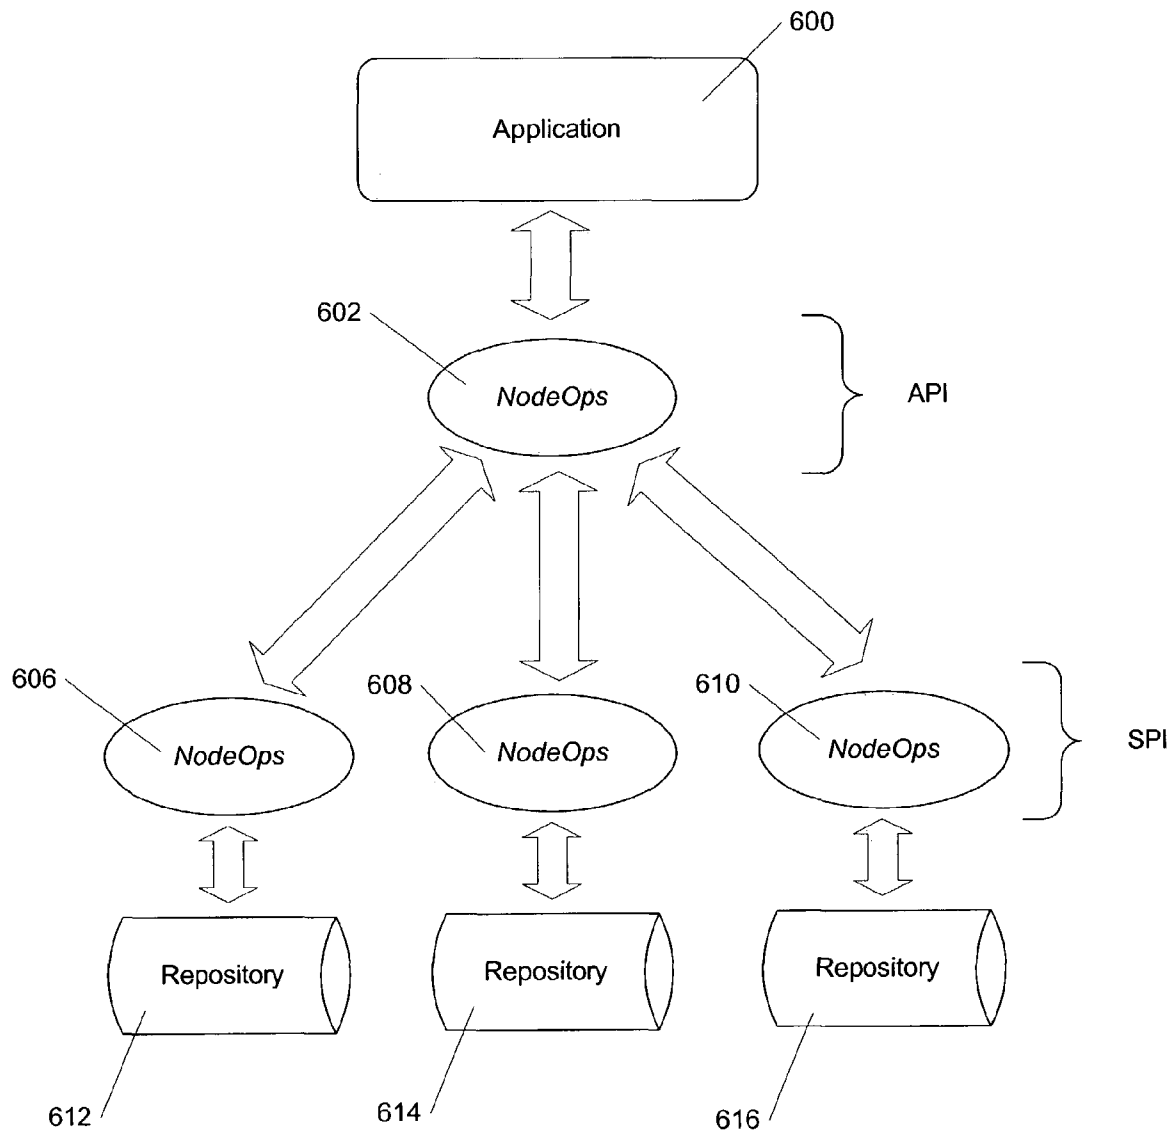 600
Application
602
NodeOps
API
606
608
610
NodeOps
NodeOps
NodeOps
SPI
Repository
Repository
Repository
612
614
616